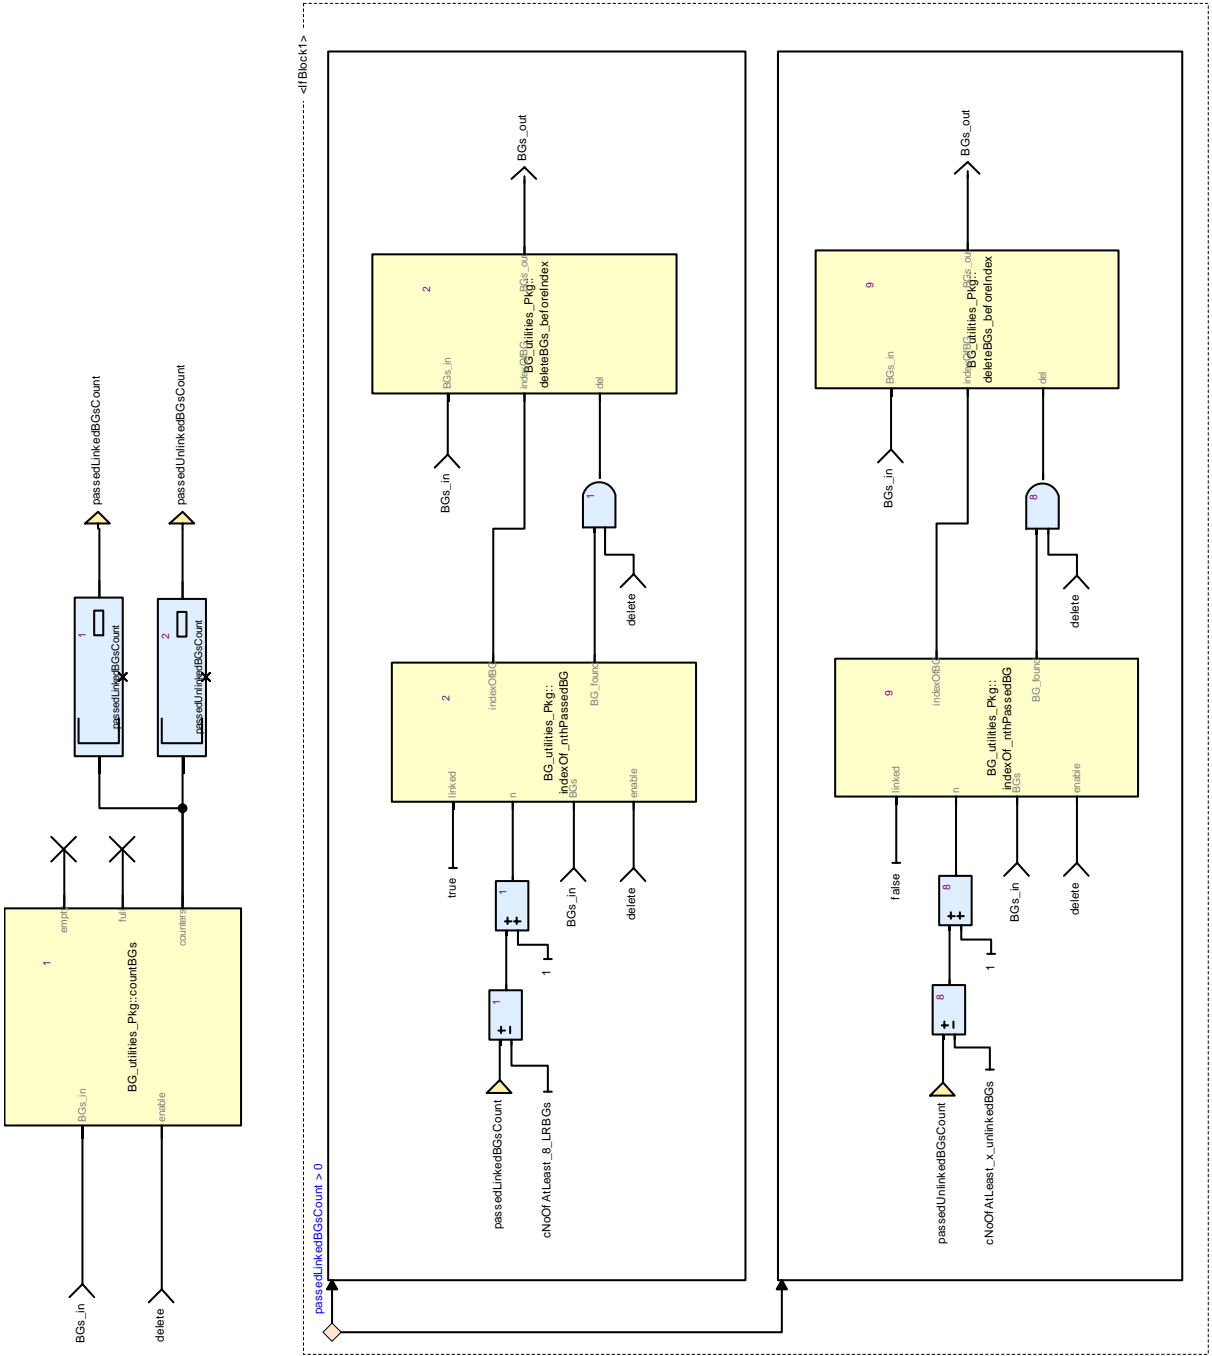 BGs_in
delete
BGs_in
enable
1
BG_utilities_Pkg::countBGs
empty
full
counters
1
passedLinkedBGsCount
2
passedUnlinkedBGsCount
passedLinkedBGsCount
passedUnlinkedBGsCount
<IfBlock1>
passedLinkedBGsCount > 0
passedLinkedBGsCount
cNoOfAtLeast_8_LRBGs
1
+
-
1
1
+
+
true
BGs_in
delete
linked
n
BGs
enable
2
BG_utilities_Pkg::
indexOf_nthPassedBG
indexOfBG
BG_found
delete
1
BGs_in
BGs_in
indexOfBG
del
2
BG_utilities_Pkg::
deleteBGs_beforeIndex
BGs_out
BGs_out
passedUnlinkedBGsCount
cNoOfAtLeast_x_unlinkedBGs
8
+
-
1
8
+
+
false
BGs_in
delete
linked
n
BGs
enable
9
BG_utilities_Pkg::
indexOf_nthPassedBG
indexOfBG
BG_found
delete
8
BGs_in
BGs_in
indexOfBG
del
9
BG_utilities_Pkg::
deleteBGs_beforeIndex
BGs_out
BGs_out